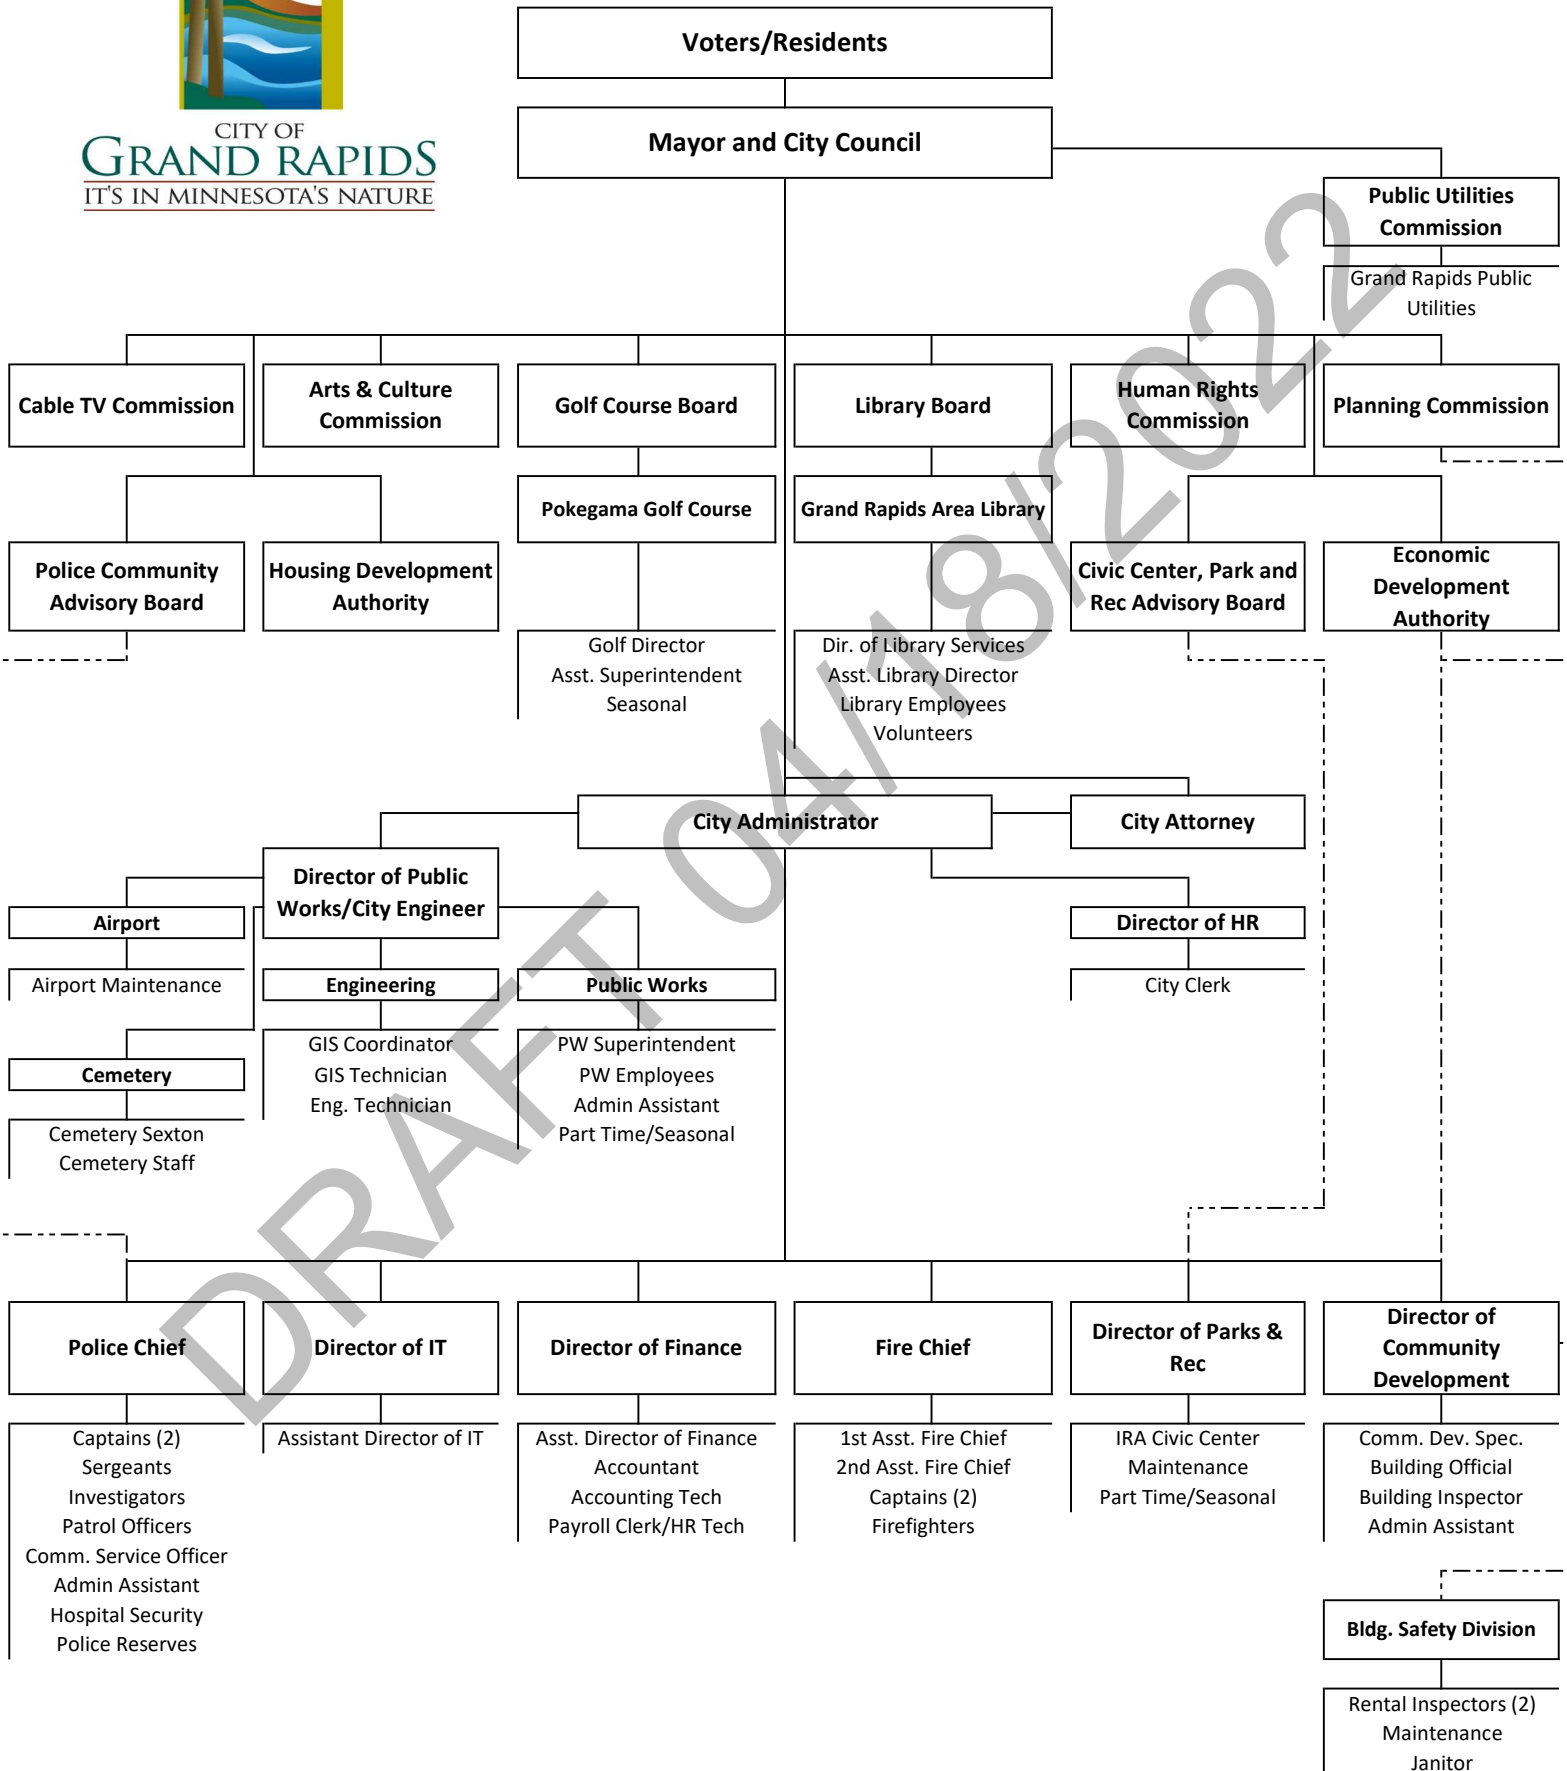 CITY OF
GRAND RAPIDS
IT'S IN MINNESOTA'S NATURE
Voters/Residents
Mayor and City Council
Public Utilities
Commission
Grand Rapids Public
Utilities
Cable TV Commission
Arts & Culture
Commission
Golf Course Board
Library Board
Human Rights
Commission
Planning Commission
Pokegama Golf Course
Grand Rapids Area Library
Police Community
Advisory Board
Housing Development
Authority
Civic Center, Park and
Rec Advisory Board
Economic
Development
Authority
Golf Director
Asst. Superintendent
Seasonal
Dir. of Library Services
Asst. Library Director
Library Employees
Volunteers
City Administrator
City Attorney
Director of Public
Works/City Engineer
Airport
Director of HR
Airport Maintenance
Engineering
Public Works
City Clerk
Cemetery
GIS Coordinator
GIS Technician
Eng. Technician
PW Superintendent
PW Employees
Admin Assistant
Part Time/Seasonal
Cemetery Sexton
Cemetery Staff
Police Chief
Director of IT
Director of Finance
Fire Chief
Director of Parks &
Rec
Director of
Community
Development
Captains (2)
Sergeants
Investigators
Patrol Officers
Comm. Service Officer
Admin Assistant
Hospital Security
Police Reserves
Assistant Director of IT
Asst. Director of Finance
Accountant
Accounting Tech
Payroll Clerk/HR Tech
1st Asst. Fire Chief
2nd Asst. Fire Chief
Captains (2)
Firefighters
IRA Civic Center
Maintenance
Part Time/Seasonal
Comm. Dev. Spec.
Building Official
Building Inspector
Admin Assistant
Bldg. Safety Division
Rental Inspectors (2)
Maintenance
Janitor
DRAFT 04/18/2022